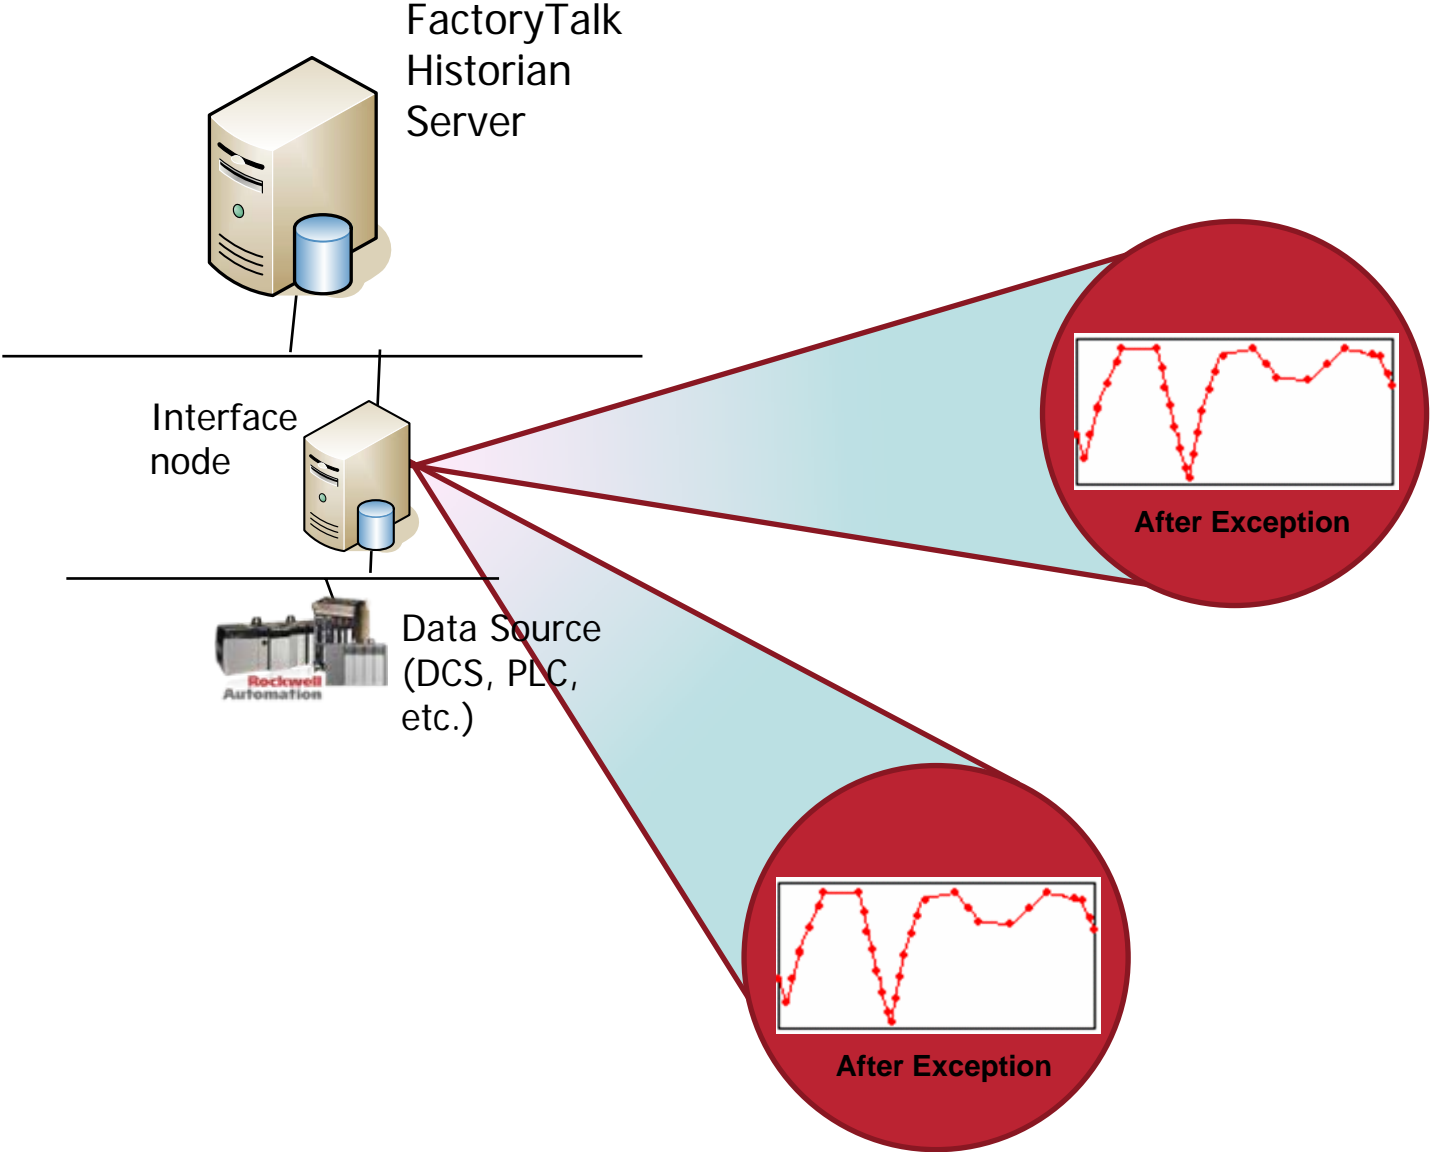 FactoryTalk
Historian
Server
Interface
node
After Exception
Data Source
(DCS, PLC,
etc.)
Rockwell
Automation
After Exception